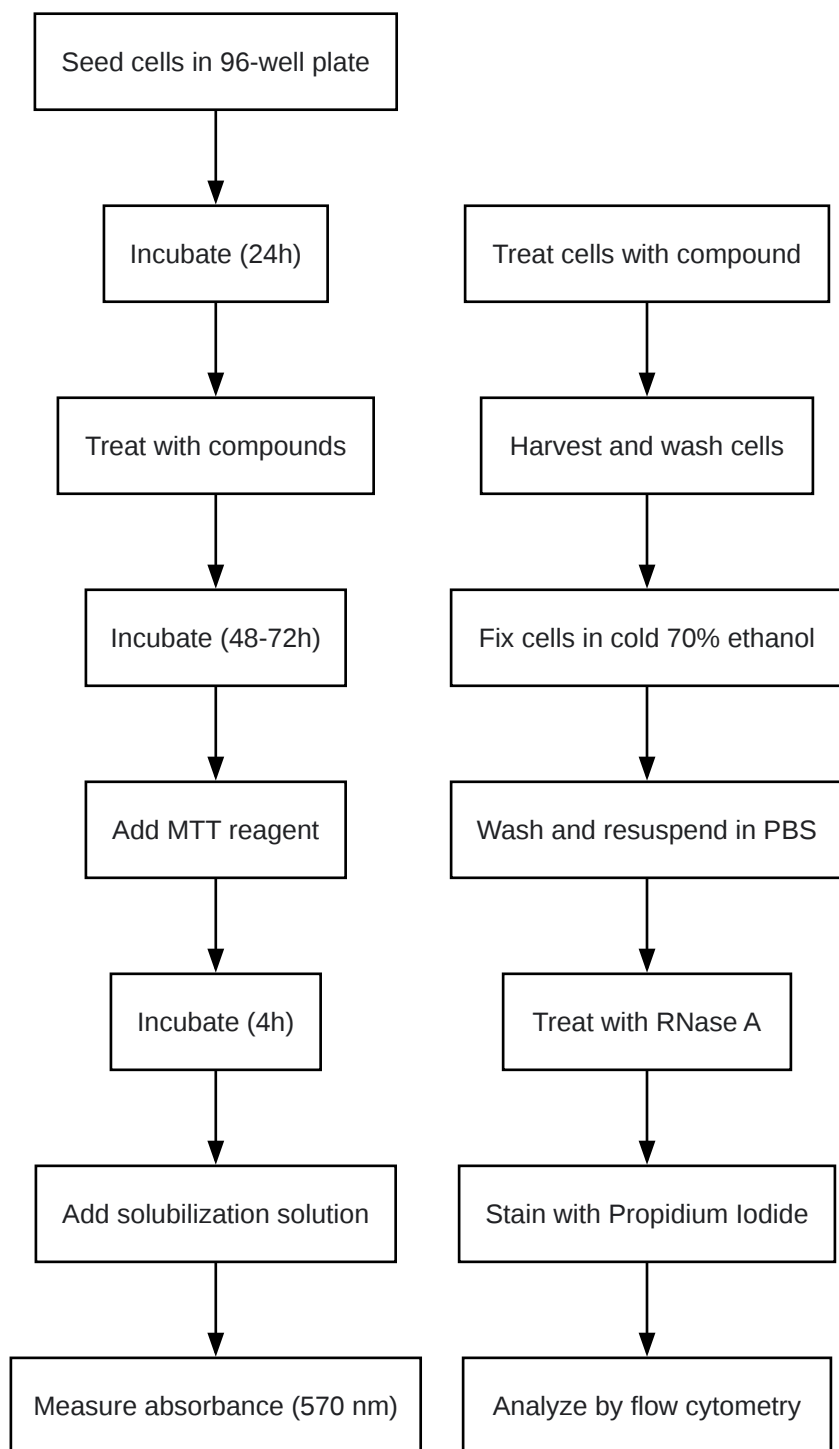 Seed cells in 96-well plate
Incubate (24h)
Treat with compounds
Incubate (48-72h)
Add MTT reagent
Incubate (4h)
Add solubilization solution
Measure absorbance (570 nm)
Treat cells with compound
Harvest and wash cells
Fix cells in cold 70% ethanol
Wash and resuspend in PBS
Treat with RNase A
Stain with Propidium Iodide
Analyze by flow cytometry